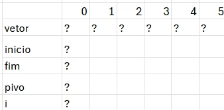 0 1 2 3 4 5
vetor ? ? ? ? ? ?
inicio ?
fim ?
pivo ?
i ?